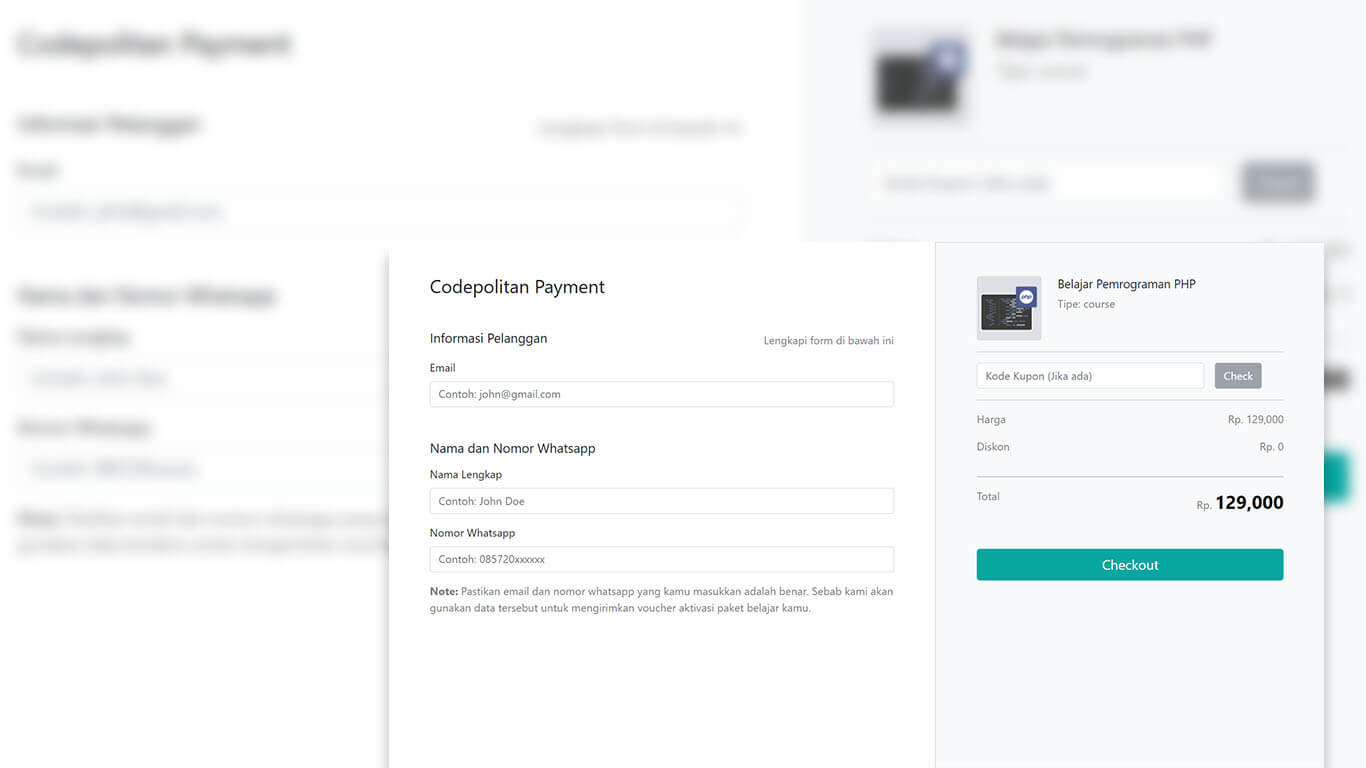 Codepolitan Payment
Informasi Pelanggan
Lengkapi form di bawah ini
Email
Contoh: john@gmail.com
Nama dan Nomor Whatsapp
Nama Lengkap
Contoh: John Doe
Nomor Whatsapp
Contoh: 085720xxxxxx
Note: Pastikan email dan nomor whatsapp yang kamu masukkan adalah benar. Sebab kami akan
gunakan data tersebut untuk mengirimkan voucher aktivasi paket belajar kamu.
php
Belajar Pemrograman PHP
Tipe: course
Kode Kupon (Jika ada)
Check
Harga
Rp. 129,000
Diskon
Rp. 0
Total
Rp. 129,000
Checkout